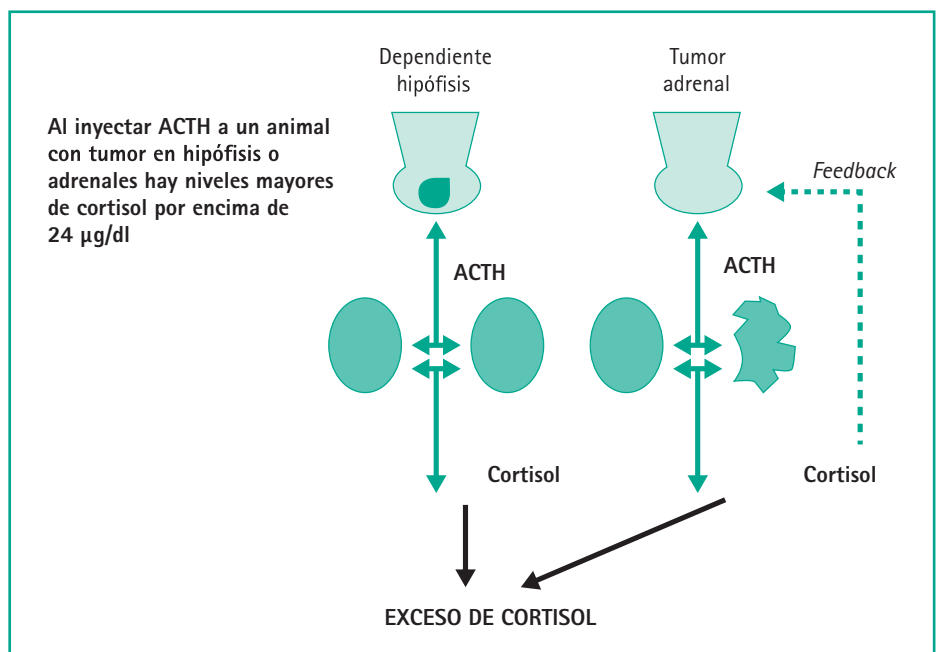 Dependiente
hipófisis
Tumor
adrenal
Al inyectar ACTH a un animal
con tumor en hipófisis o
adrenales hay niveles mayores
de cortisol por encima de
24 µg/dl
Feedback
ACTH
ACTH
Cortisol
Cortisol
EXCESO DE CORTISOL